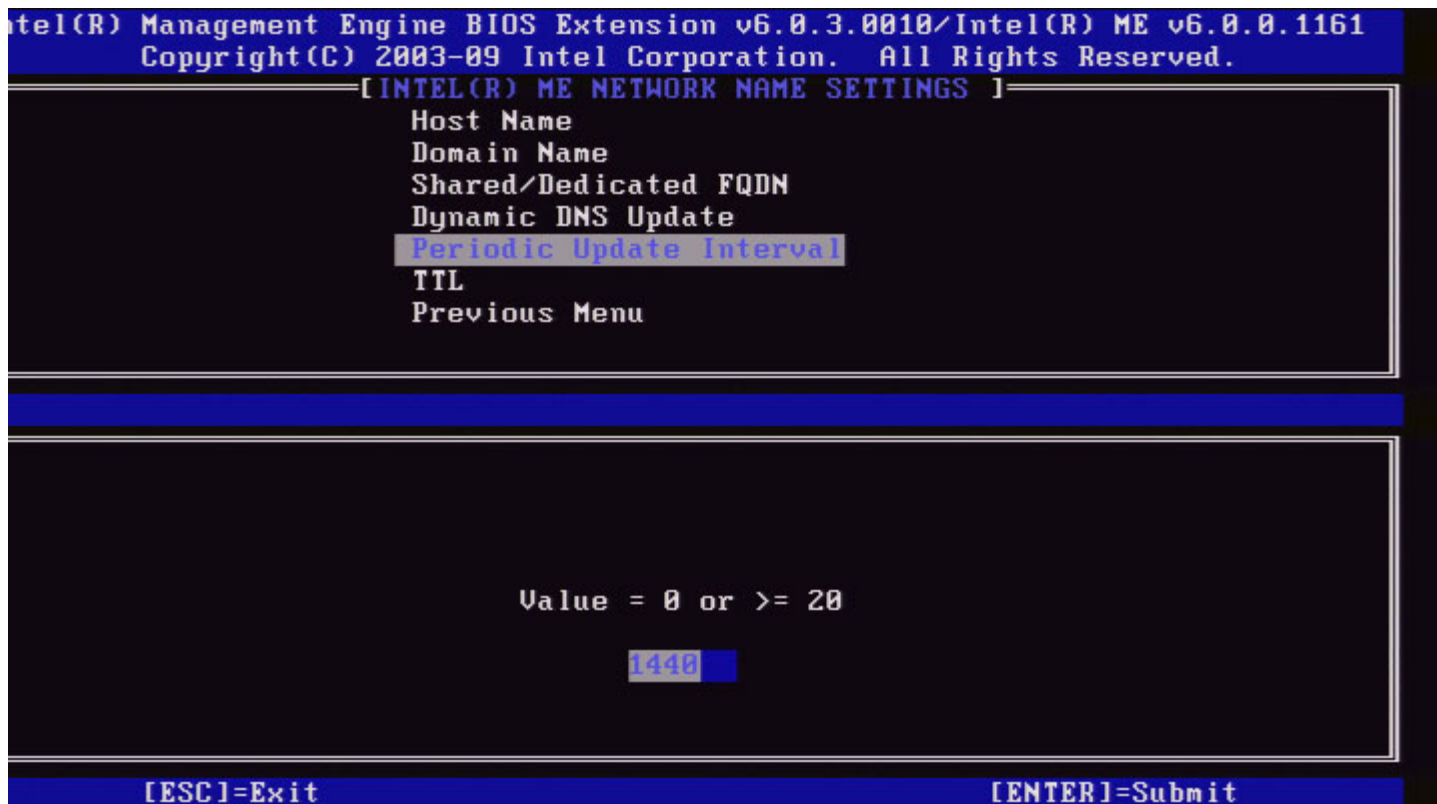 ntel(R) Management Engine BIOS Extension v6.0.3.0010/Intel(R) ME v6.0.0.1161
Copyright(C) 2003-09 Intel Corporation.  All Rights Reserved.
[INTEL(R) ME NETWORK NAME SETTINGS ]
Host Name
Domain Name
Shared/Dedicated FQDN
Dynamic DNS Update
Periodic Update Interval
TTL
Previous Menu
Value = 0 or >= 20
1440
[ESC]=Exit [ENTER]=Submit